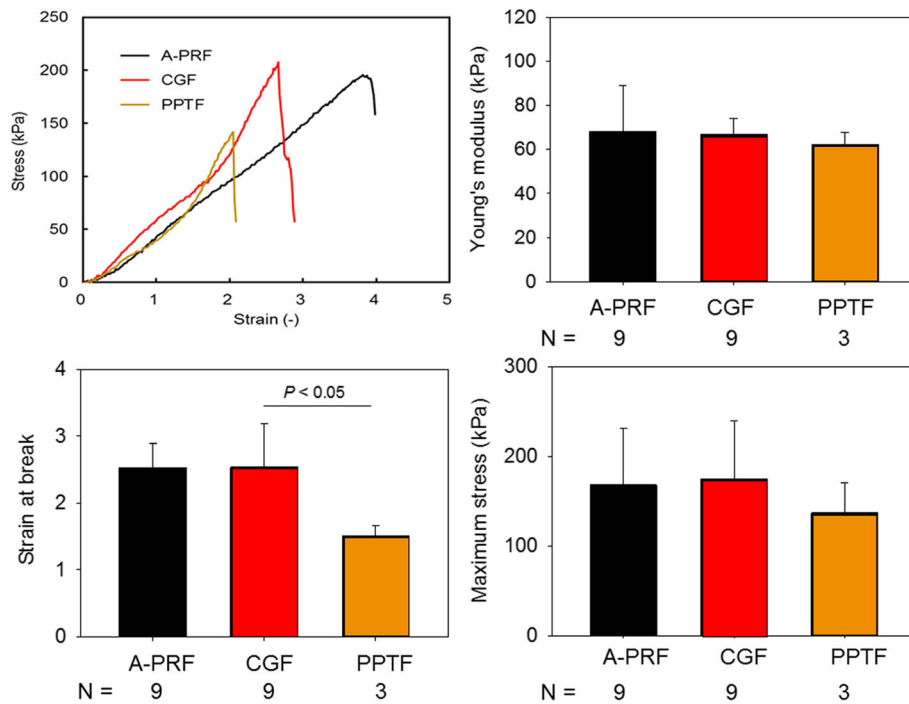 250
200
150
100
50
0
Stress (kPa)
A-PRF
CGF
PPTF
0 1 2 3 4 5
Strain (-)
120
100
80
60
40
20
0
Young's modulus (kPa)
A-PRF CGF PPTF
N = 9 9 3
4
3
2
1
0
Strain at break
P < 0.05
A-PRF CGF PPTF
N = 9 9 3
300
200
100
0
Maximum stress (kPa)
A-PRF CGF PPTF
N = 9 9 3